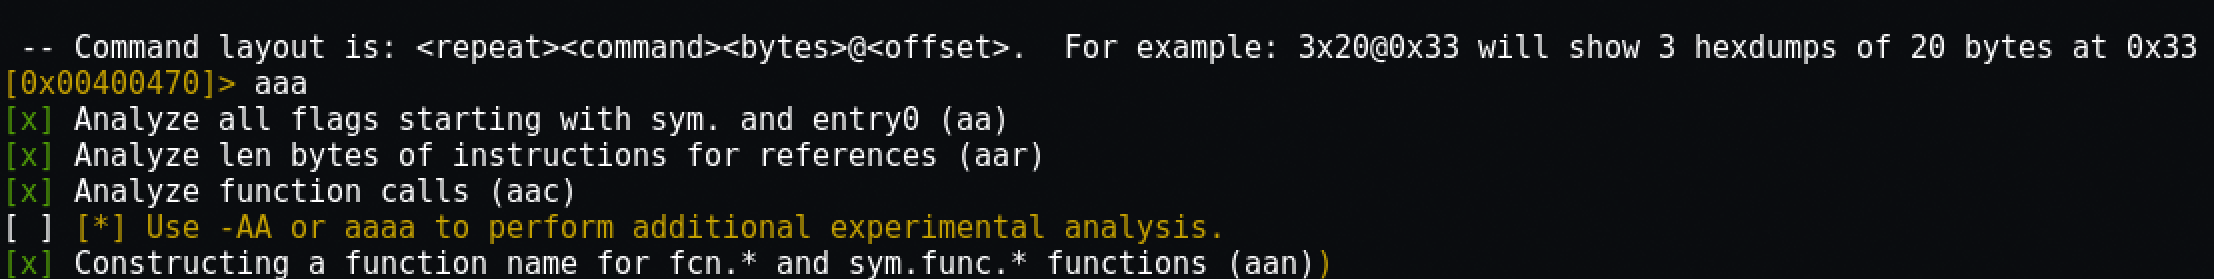 -- Command layout is: <repeat><command><bytes>@<offset>.  For example: 3x20@0x33 will show 3 hexdumps of 20 bytes at 0x33
[0x00400470]> aaa
[x] Analyze all flags starting with sym. and entry0 (aa)
[x] Analyze len bytes of instructions for references (aar)
[x] Analyze function calls (aac)
[ ] [*] Use -AA or aaaa to perform additional experimental analysis.
[x] Constructing a function name for fcn.* and sym.func.* functions (aan))